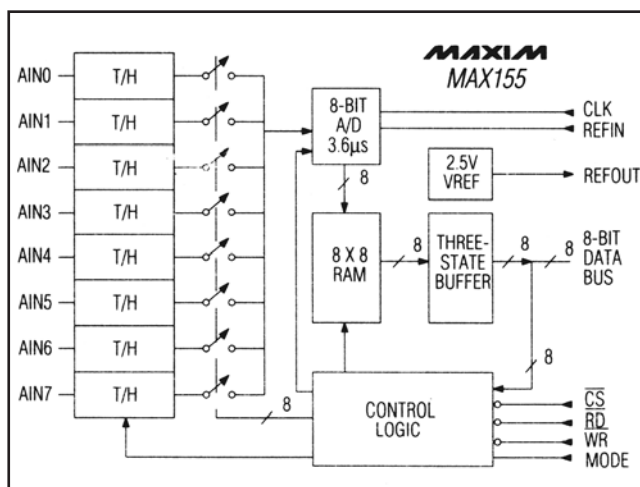 MAXIM
MAX155
AIN0
T/H
AIN1
T/H
AIN2
T/H
AIN3
T/H
AIN4
T/H
AIN5
T/H
AIN6
T/H
AIN7
T/H
8
8-BIT
A/D
3.6µs
CLK
REFIN
8
2.5V
VREF
REFOUT
8 X 8
RAM
8
THREE-
STATE
BUFFER
8
8
8-BIT
DATA
BUS
8
CONTROL
LOGIC
CS
RD
WR
MODE